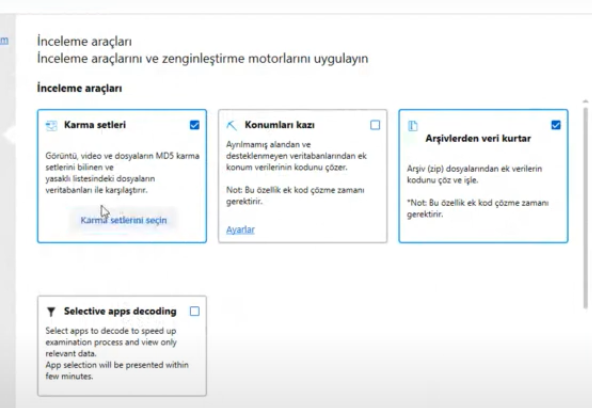 m
İnceleme araçları
İnceleme araçlarını ve zenginleştirme motorlarını uygulayın
İnceleme araçları
Karma setleri
Görüntü, video ve dosyaların MD5 karma
setlerini bilinen ve
yasaklı listesindeki dosyaların
veritabanları ile karşılaştırır.
Karma setlerini seçin
Konumları kazı
Ayrılmamış alandan ve
desteklenmeyen veritabanlarından ek
konum verilerinin kodunu çözer.
Not: Bu özellik ek kod çözme zamanı
gerektirir.
Ayarlar
Arşivlerden veri kurtar
Arşiv (zip) dosyalarından ek verilerin
kodunu çöz ve işle.
*Not: Bu özellik ek kod çözme zamanı
gerektirir.
Selective apps decoding
Select apps to decode to speed up
examination process and view only
relevant data.
App selection will be presented within
few minutes.